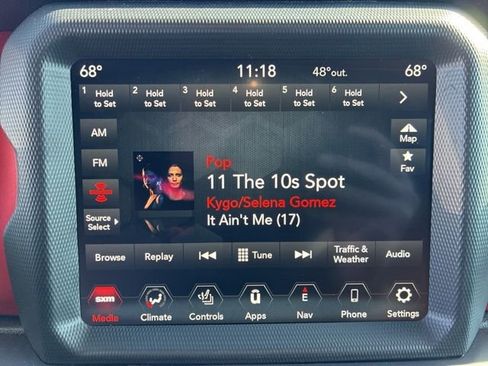 68° 11:18 48° out. 68°
1 Hold to Set 2 Hold to Set 3 Hold to Set 4 Hold to Set 5 Hold to Set 6 Hold to Set
AM
Map
FM
Fav
Pop
11 The 10s Spot
Kygo/Selena Gomez
It Ain't Me (17)
Source
Select
Browse Replay Tune Traffic & Weather Audio
sxm u E
Media Climate Controls Apps Nav Phone Settings